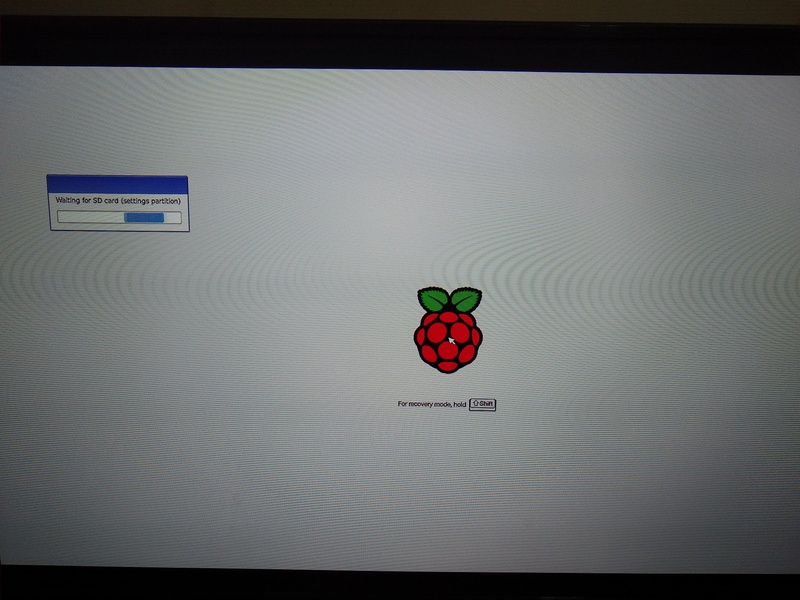 Waiting for SD card (settings partition)
For recovery mode, hold ⇧Shift